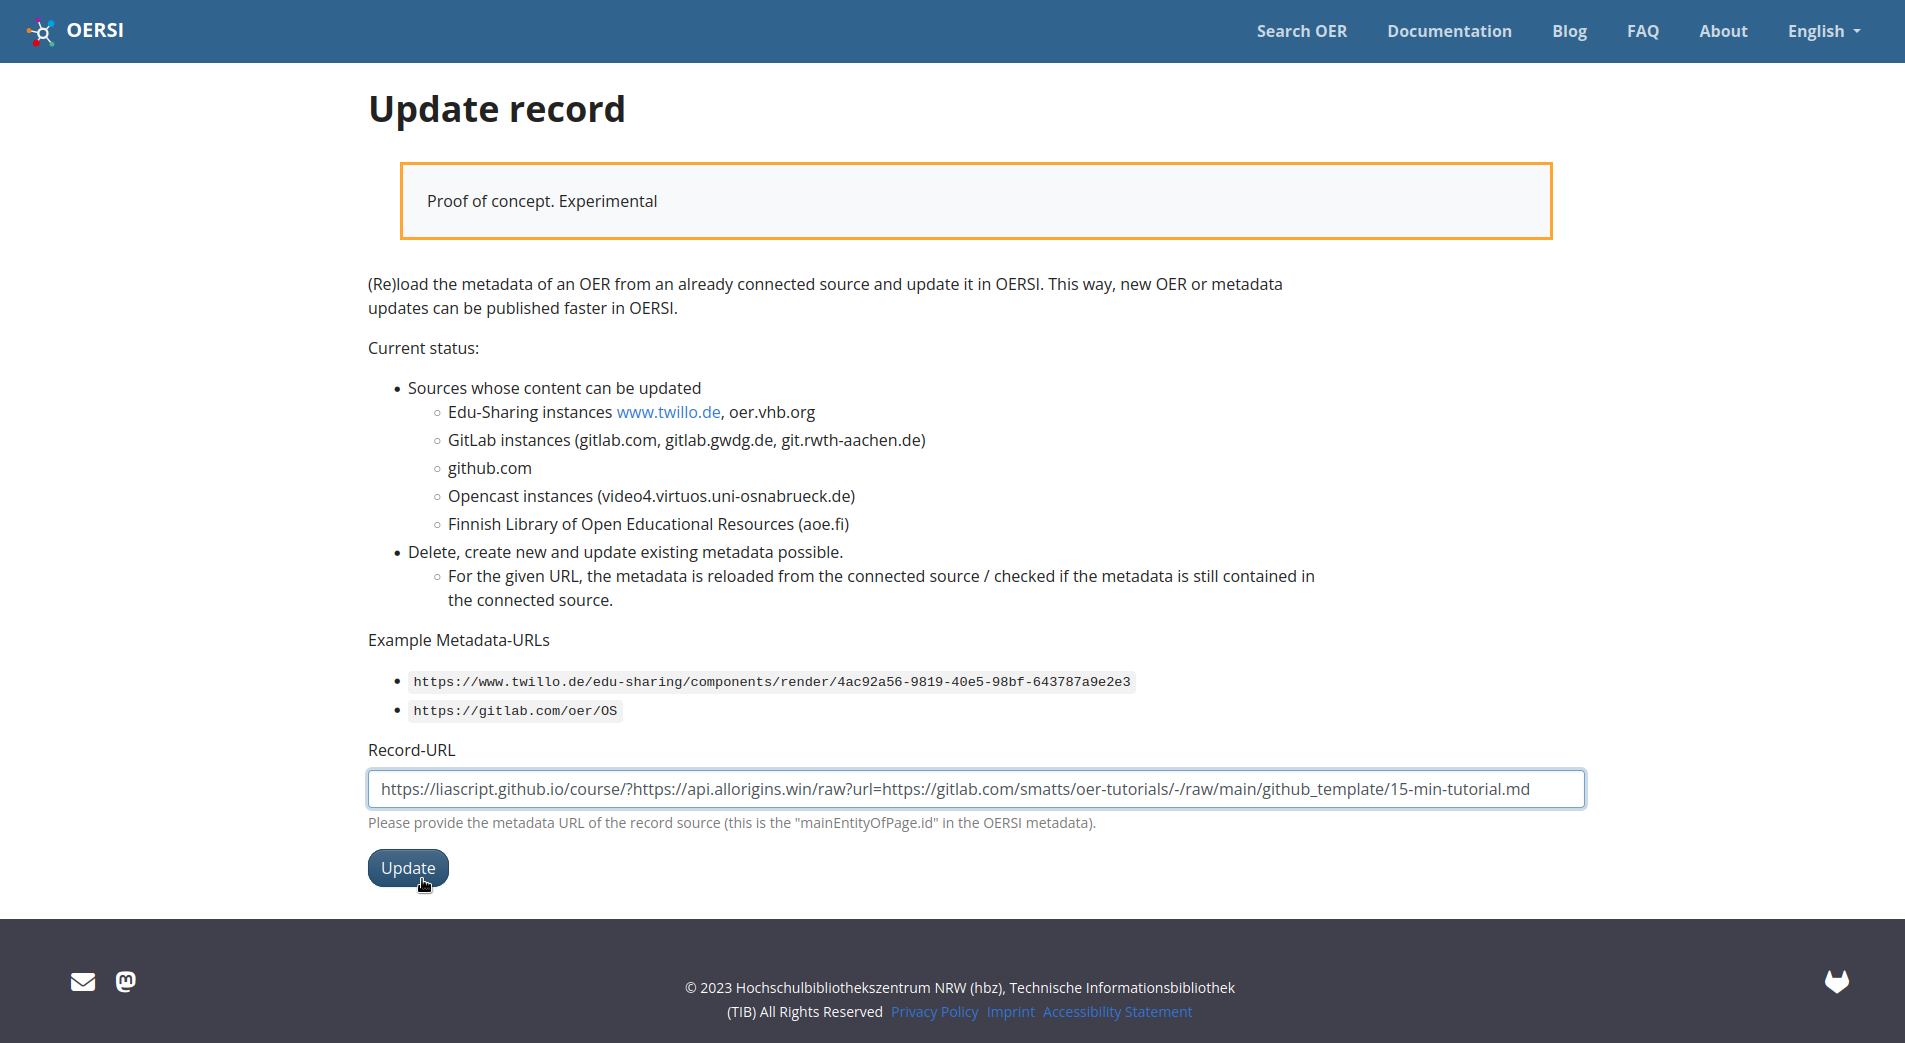 OERSI
Search OER
Documentation
Blog
FAQ
About
English
Update record
Proof of concept. Experimental
(Re)load the metadata of an OER from an already connected source and update it in OERSI. This way, new OER or metadata
updates can be published faster in OERSI.
Current status:
Sources whose content can be updated
Edu-Sharing instances www.twillo.de, oer.vhb.org
GitLab instances (gitlab.com, gitlab.gwdg.de, git.rwth-aachen.de)
github.com
Opencast instances (video4.virtuos.uni-osnabrueck.de)
Finnish Library of Open Educational Resources (aoe.fi)
Delete, create new and update existing metadata possible.
For the given URL, the metadata is reloaded from the connected source / checked if the metadata is still contained in
the connected source.
Example Metadata-URLs
https://www.twillo.de/edu-sharing/components/render/4ac92a56-9819-40e5-98bf-643787a9e2e3
https://gitlab.com/oer/OS
Record-URL
https://liascript.github.io/course/?https://api.allorigins.win/raw?url=https://gitlab.com/smatts/oer-tutorials/-/raw/main/github_template/15-min-tutorial.md
Please provide the metadata URL of the record source (this is the "mainEntityOfPage.id" in the OERSI metadata).
Update
© 2023 Hochschulbibliothekszentrum NRW (hbz), Technische Informationsbibliothek
(TIB) All Rights Reserved Privacy Policy Imprint Accessibility Statement